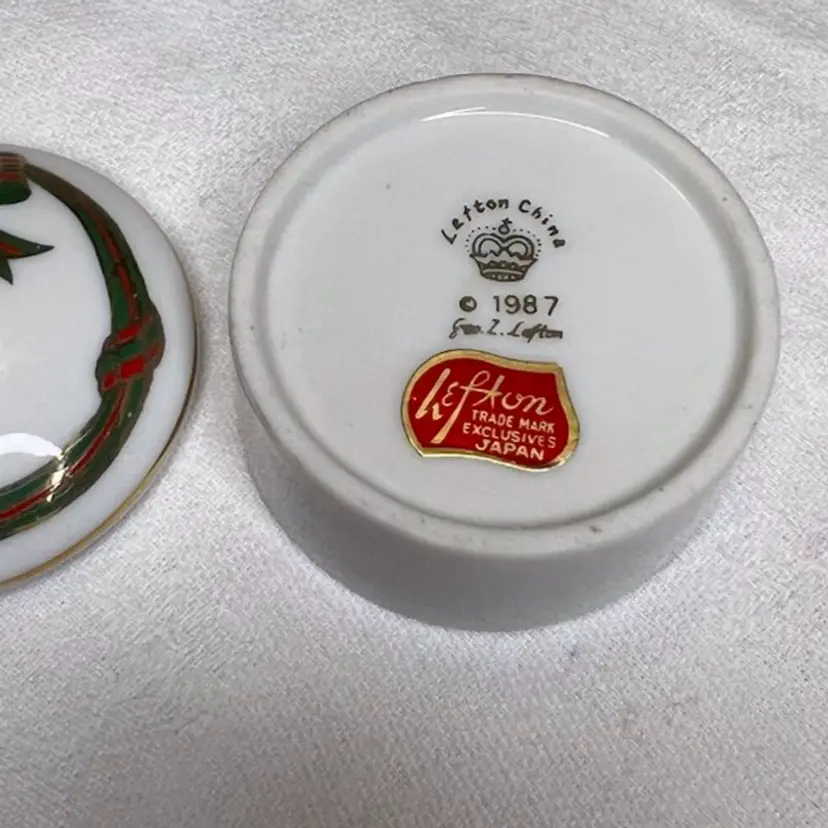 Lefton China
© 1987
Geo. Z. Lefton
Lefton
TRADE MARK
EXCLUSIVES
JAPAN